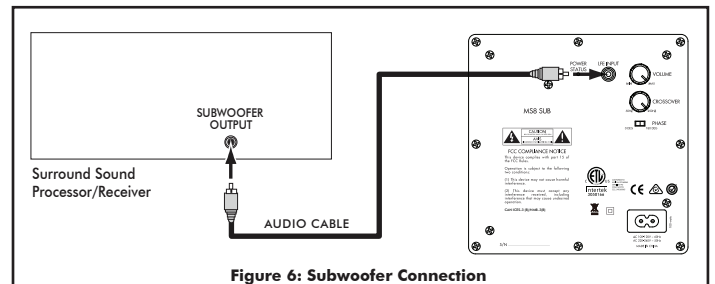 SUBWOOFER
OUTPUT
Surround Sound
Processor/Receiver
AUDIO CABLE
POWER
STATUS
LFE INPUT
VOLUME
CROSSOVER
PHASE
MS8 SUB
CAUTION
AVIS
FCC COMPLIANCE NOTICE
This device complies with part 15 of
the FCC Rules.
Operation is subject to the following
two conditions:
(1) This device may not cause harmful
interference.
(2) This device must accept any
interference received, including
interference that may cause undesired
operation.
Intertek
S/N
Figure 6: Subwoofer Connection